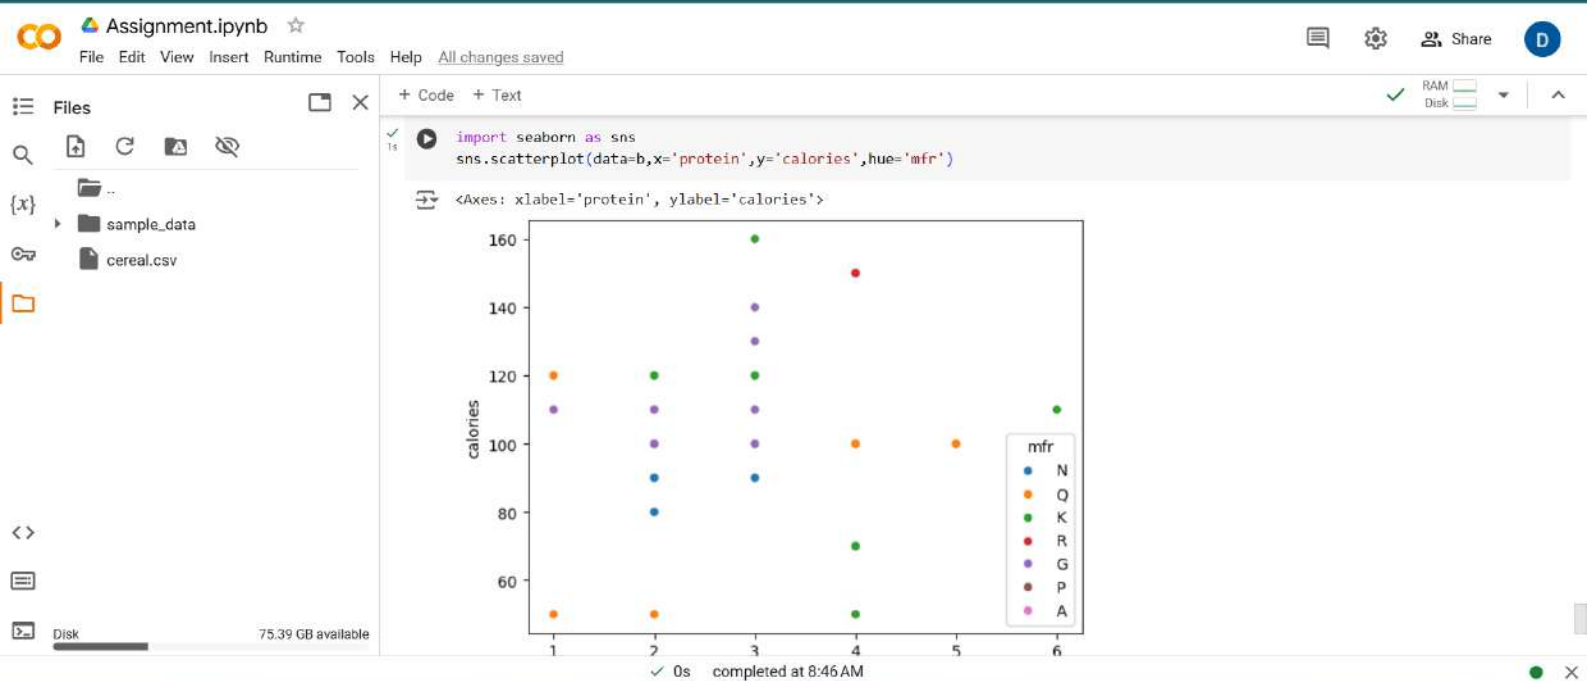 Assignment.ipynb
File Edit View Insert Runtime Tools Help All changes saved
Share
D
Files
+ Code + Text
RAM
Disk
..
{x}
sample_data
cereal.csv
Disk
75.39 GB available
1s
import seaborn as sns
sns.scatterplot(data=b,x='protein',y='calories',hue='mfr')
<Axes: xlabel='protein', ylabel='calories'>
160
140
120
100
80
60
calories
mfr
N
Q
K
R
G
P
A
1 2 3 4 5 6
0s completed at 8:46 AM